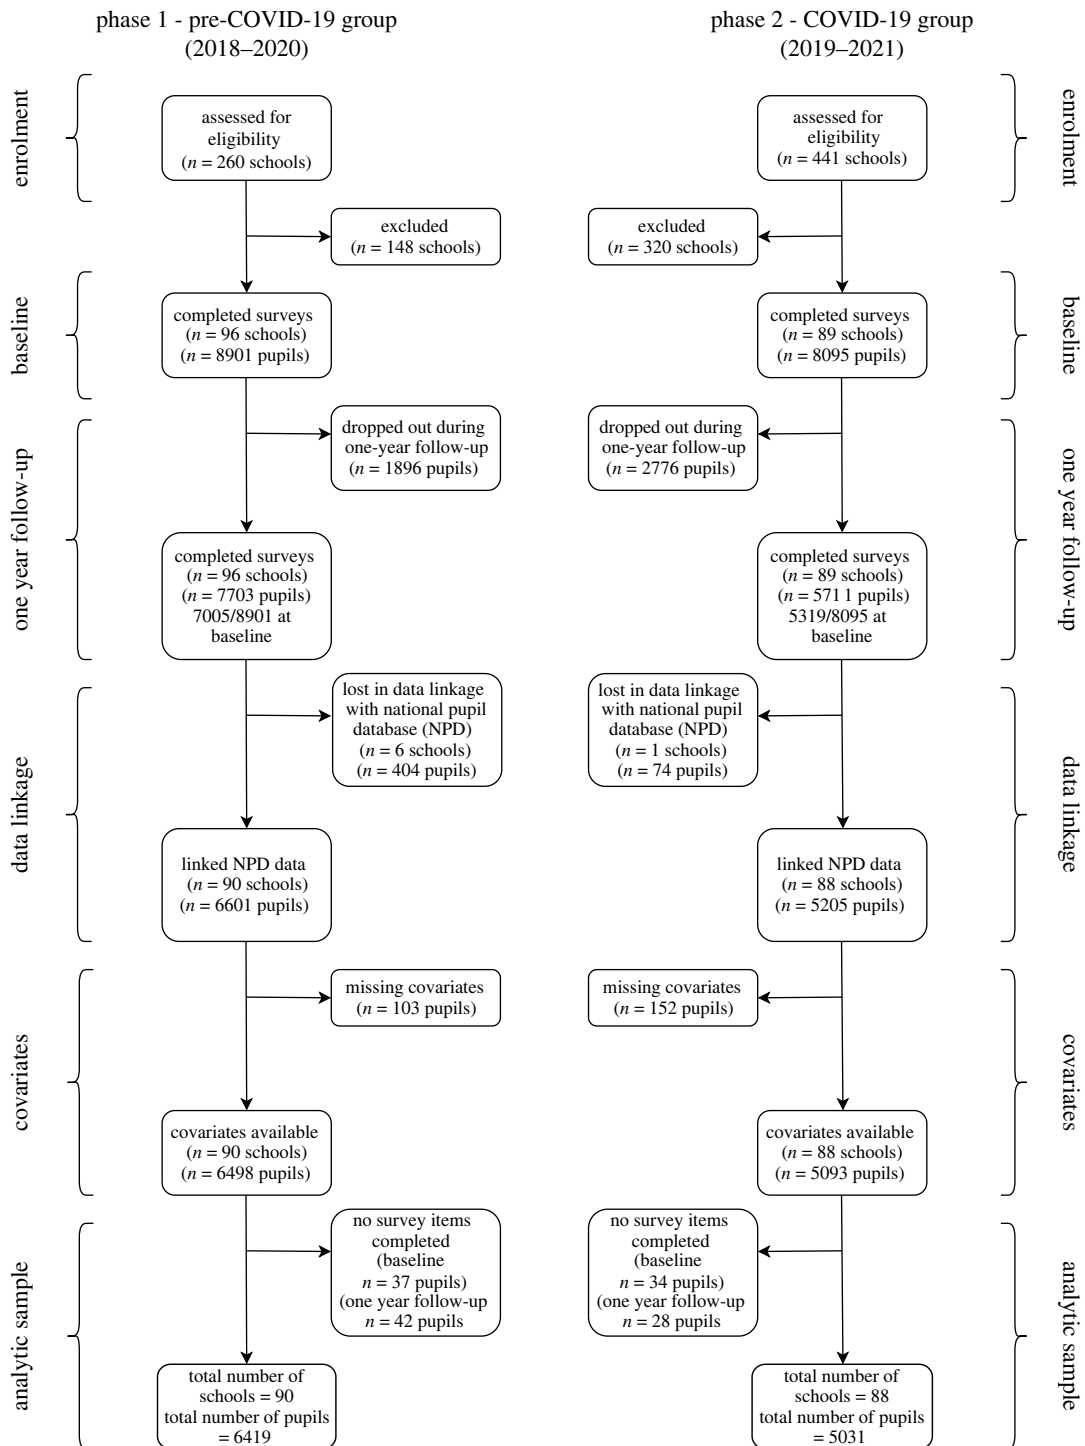 phase 1 - pre-COVID-19 group
(2018–2020)
enrolment
assessed for
eligibility
(n = 260 schools)
excluded
(n = 148 schools)
baseline
completed surveys
(n = 96 schools)
(n = 8901 pupils)
one year follow-up
dropped out during
one-year follow-up
(n = 1896 pupils)
completed surveys
(n = 96 schools)
(n = 7703 pupils)
7005/8901 at
baseline
data linkage
lost in data linkage
with national pupil
database (NPD)
(n = 6 schools)
(n = 404 pupils)
linked NPD data
(n = 90 schools)
(n = 6601 pupils)
covariates
missing covariates
(n = 103 pupils)
covariates available
(n = 90 schools)
(n = 6498 pupils)
analytic sample
no survey items
completed
(baseline
n = 37 pupils)
(one year follow-up
n = 42 pupils
total number of
schools = 90
total number of pupils
= 6419
phase 2 - COVID-19 group
(2019–2021)
enrolment
assessed for
eligibility
(n = 441 schools)
excluded
(n = 320 schools)
baseline
completed surveys
(n = 89 schools)
(n = 8095 pupils)
one year follow-up
dropped out during
one-year follow-up
(n = 2776 pupils)
completed surveys
(n = 89 schools)
(n = 5711 pupils)
5319/8095 at
baseline
data linkage
lost in data linkage
with national pupil
database (NPD)
(n = 1 schools)
(n = 74 pupils)
linked NPD data
(n = 88 schools)
(n = 5205 pupils)
covariates
missing covariates
(n = 152 pupils)
covariates available
(n = 88 schools)
(n = 5093 pupils)
analytic sample
no survey items
completed
(baseline
n = 34 pupils)
(one year follow-up
n = 28 pupils
total number of
schools = 88
total number of pupils
= 5031